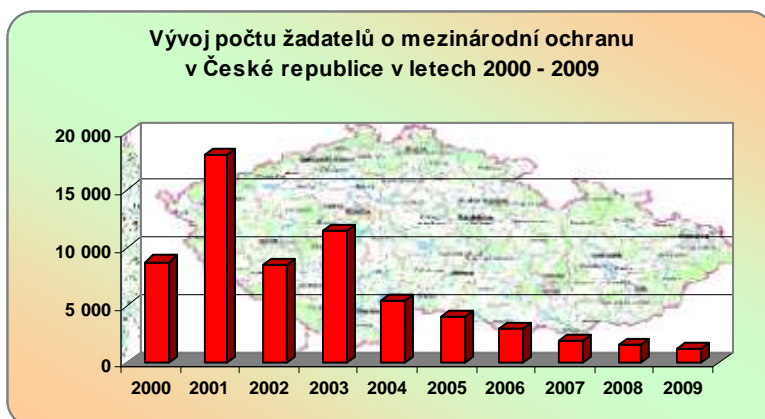 Vývoj počtu žadatelů o mezinárodní ochranu
v České republice v letech 2000 - 2009
20 000
15 000
10 000
5 000
0
2000 2001 2002 2003 2004 2005 2006 2007 2008 2009